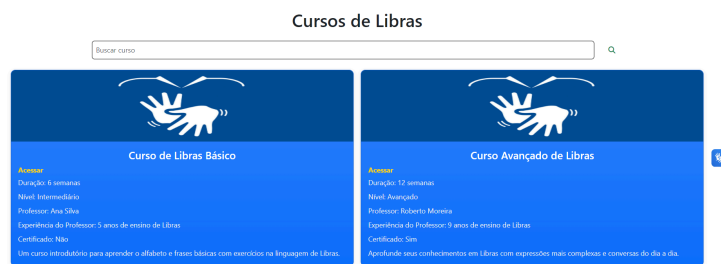 Cursos de Libras
Buscar curso
Curso de Libras Básico
Acessar
Duração: 6 semanas
Nível: Intermediário
Professor: Ana Silva
Experiência do Professor: 5 anos de ensino de Libras
Certificado: Não
Um curso introdutório para aprender o alfabeto e frases básicas com exercícios na linguagem de Libras.
Curso Avançado de Libras
Acessar
Duração: 12 semanas
Nível: Avançado
Professor: Roberto Moreira
Experiência do Professor: 9 anos de ensino de Libras
Certificado: Sim
Aprofunde seus conhecimentos em Libras com expressões mais complexas e conversas do dia a dia.